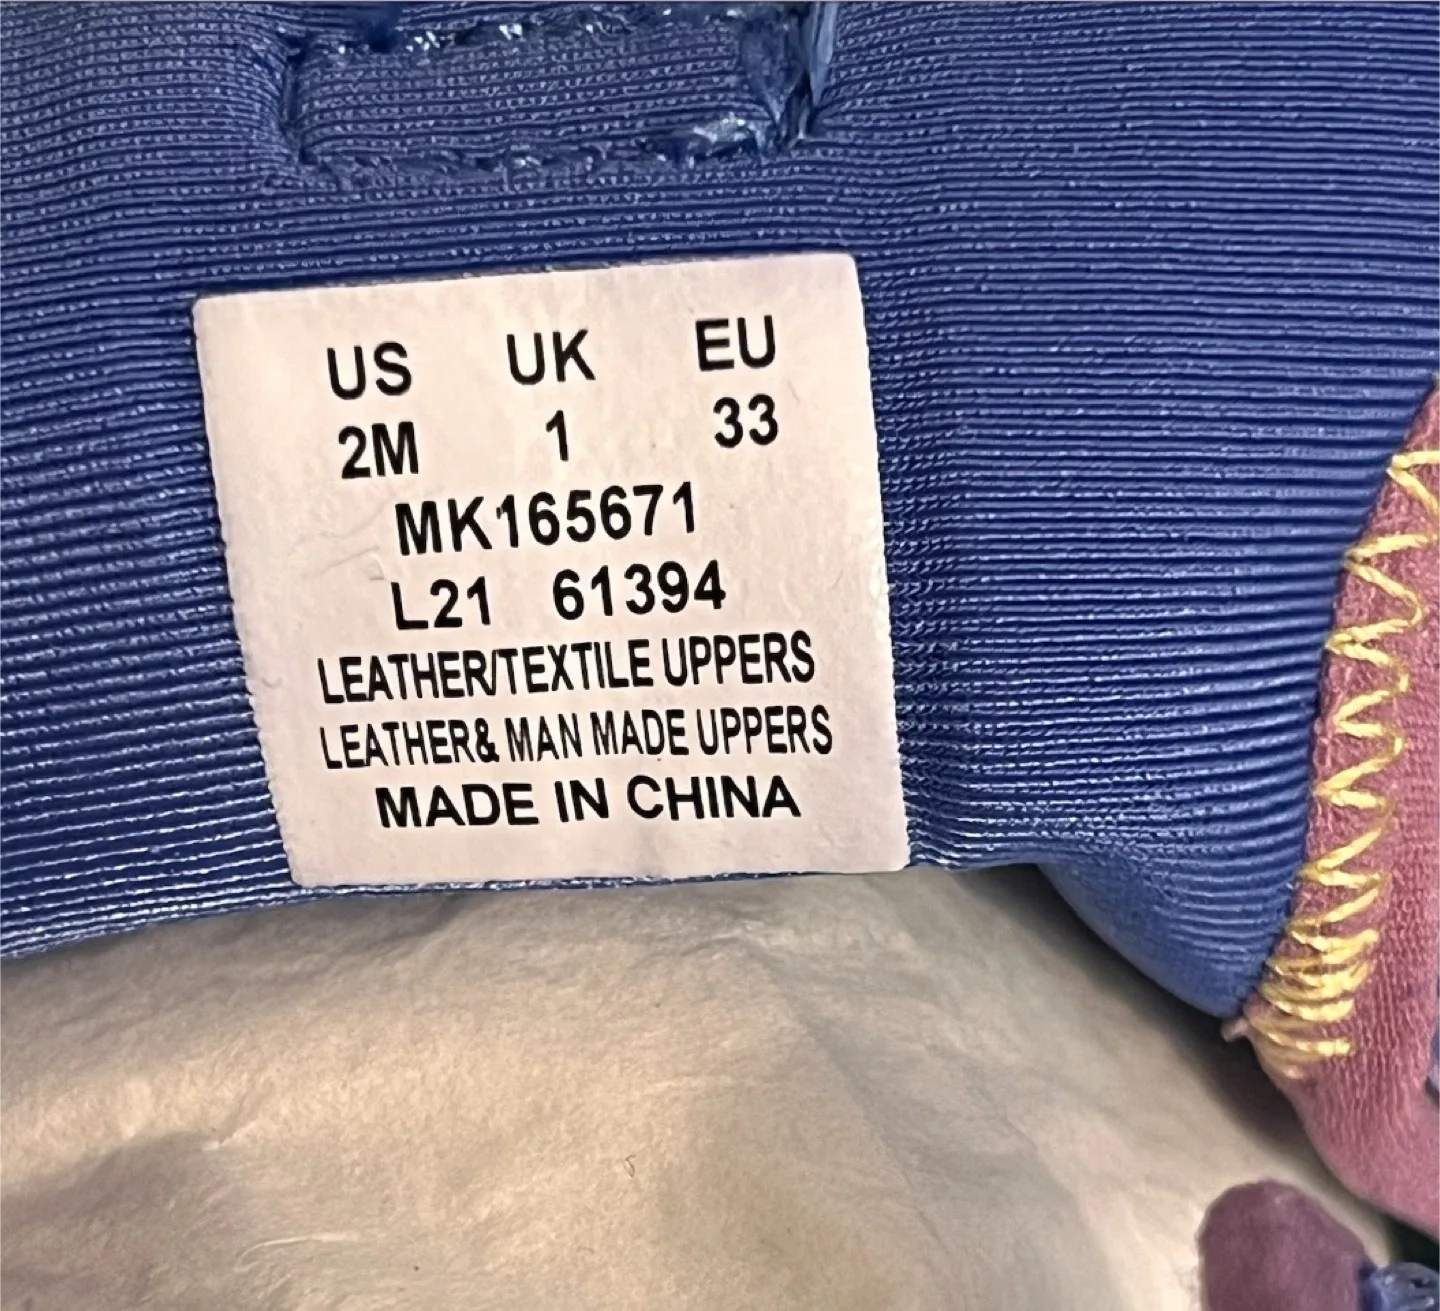 US UK EU
2M 1 33
MK165671
L21 61394
LEATHER/TEXTILE UPPERS
LEATHER& MAN MADE UPPERS
MADE IN CHINA